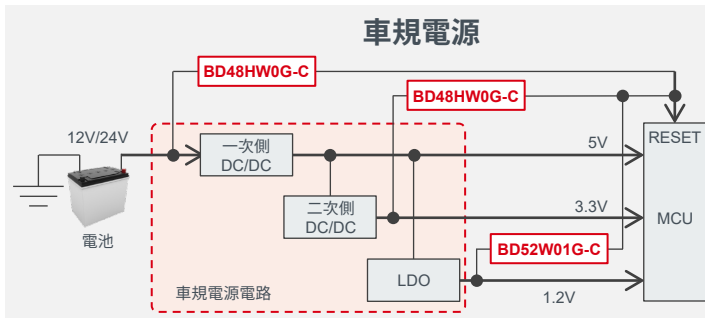 車規電源
BD48HW0G-C
BD48HW0G-C
12V/24V
一次側
DC/DC
5V
RESET
二次側
DC/DC
3.3V
MCU
電池
BD52W01G-C
LDO
車規電源電路
1.2V